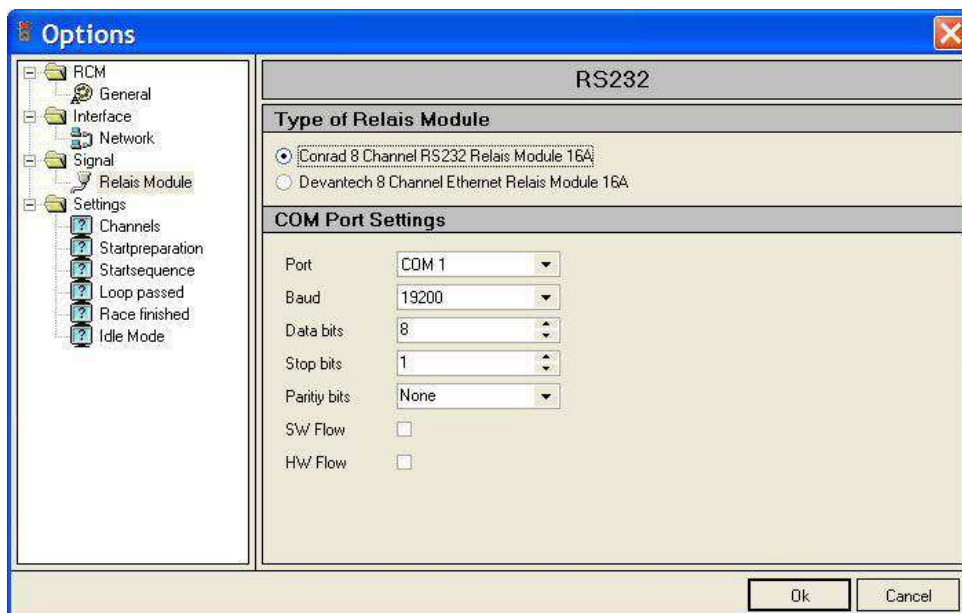 Options
RCM
General
Interface
Network
Signal
Relais Module
Settings
Channels
Startpreparation
Startsequence
Loop passed
Race finished
Idle Mode
RS232
Type of Relais Module
Conrad 8 Channel RS232 Relais Module 16A
Devantech 8 Channel Ethernet Relais Module 16A
COM Port Settings
Port COM 1
Baud 19200
Data bits 8
Stop bits 1
Paritiy bits None
SW Flow
HW Flow
Ok Cancel